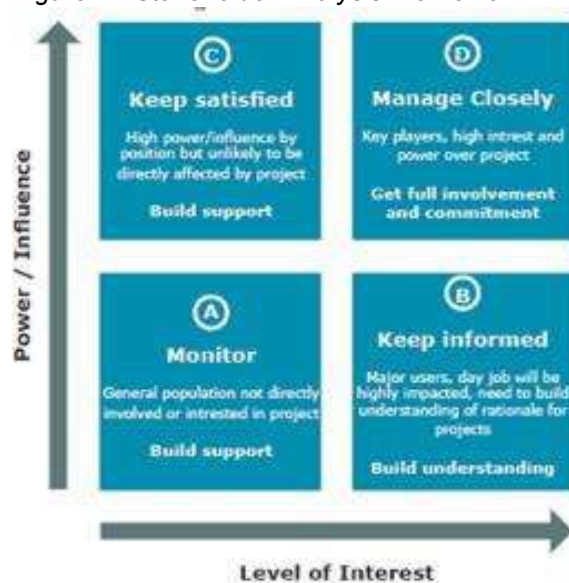 C
Keep satisfied
High power/influence by
position but unlikely to be
directly affected by project
Build support
D
Manage Closely
Key players, high intrest and
power over project
Get full involvement
and commitment
A
Monitor
General population not directly
involved or intrested in project
Build support
B
Keep informed
Major users, day job will be
highly impacted, need to build
understanding of rationale for
projects
Build understanding
Power / Influence
Level of Interest